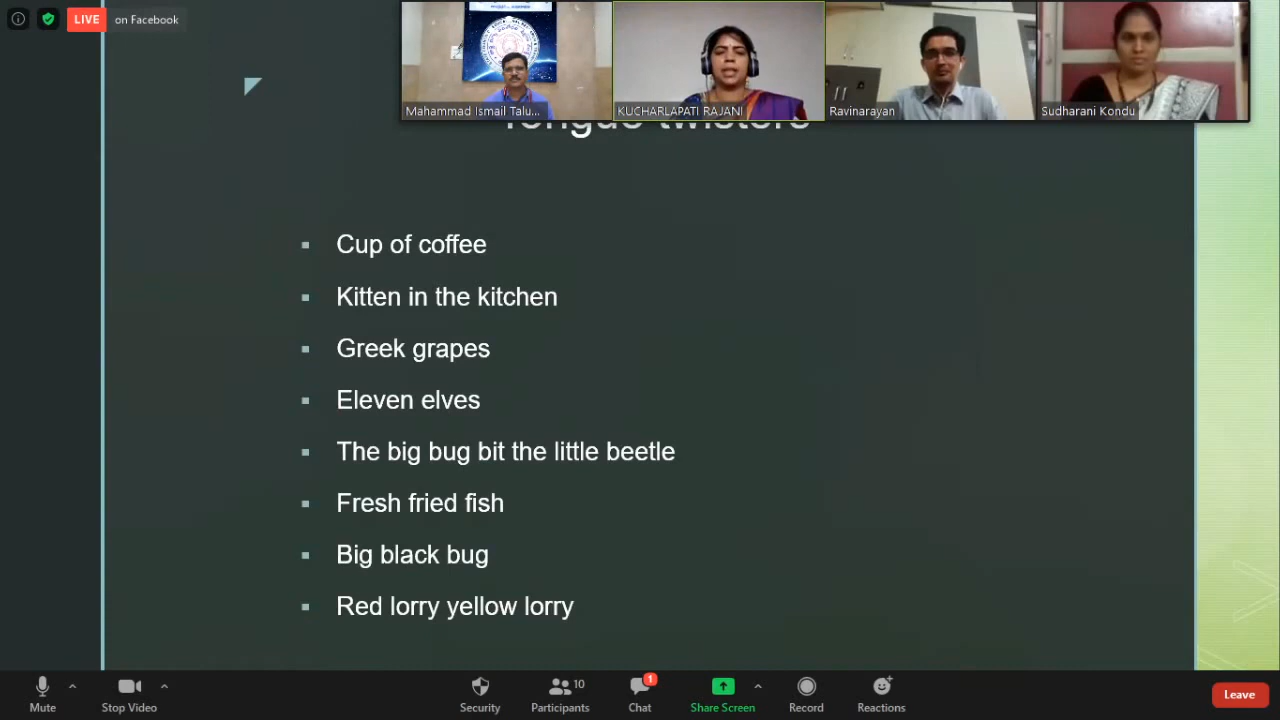 LIVE on Facebook
Mahammad Ismail Talu...
KUCHARLAPATI RAJANI
Ravinarayan
Sudharani Kondu
Tongue twisters
Cup of coffee
Kitten in the kitchen
Greek grapes
Eleven elves
The big bug bit the little beetle
Fresh fried fish
Big black bug
Red lorry yellow lorry
Mute
Stop Video
Security
10
Participants
1
Chat
Share Screen
Record
Reactions
Leave